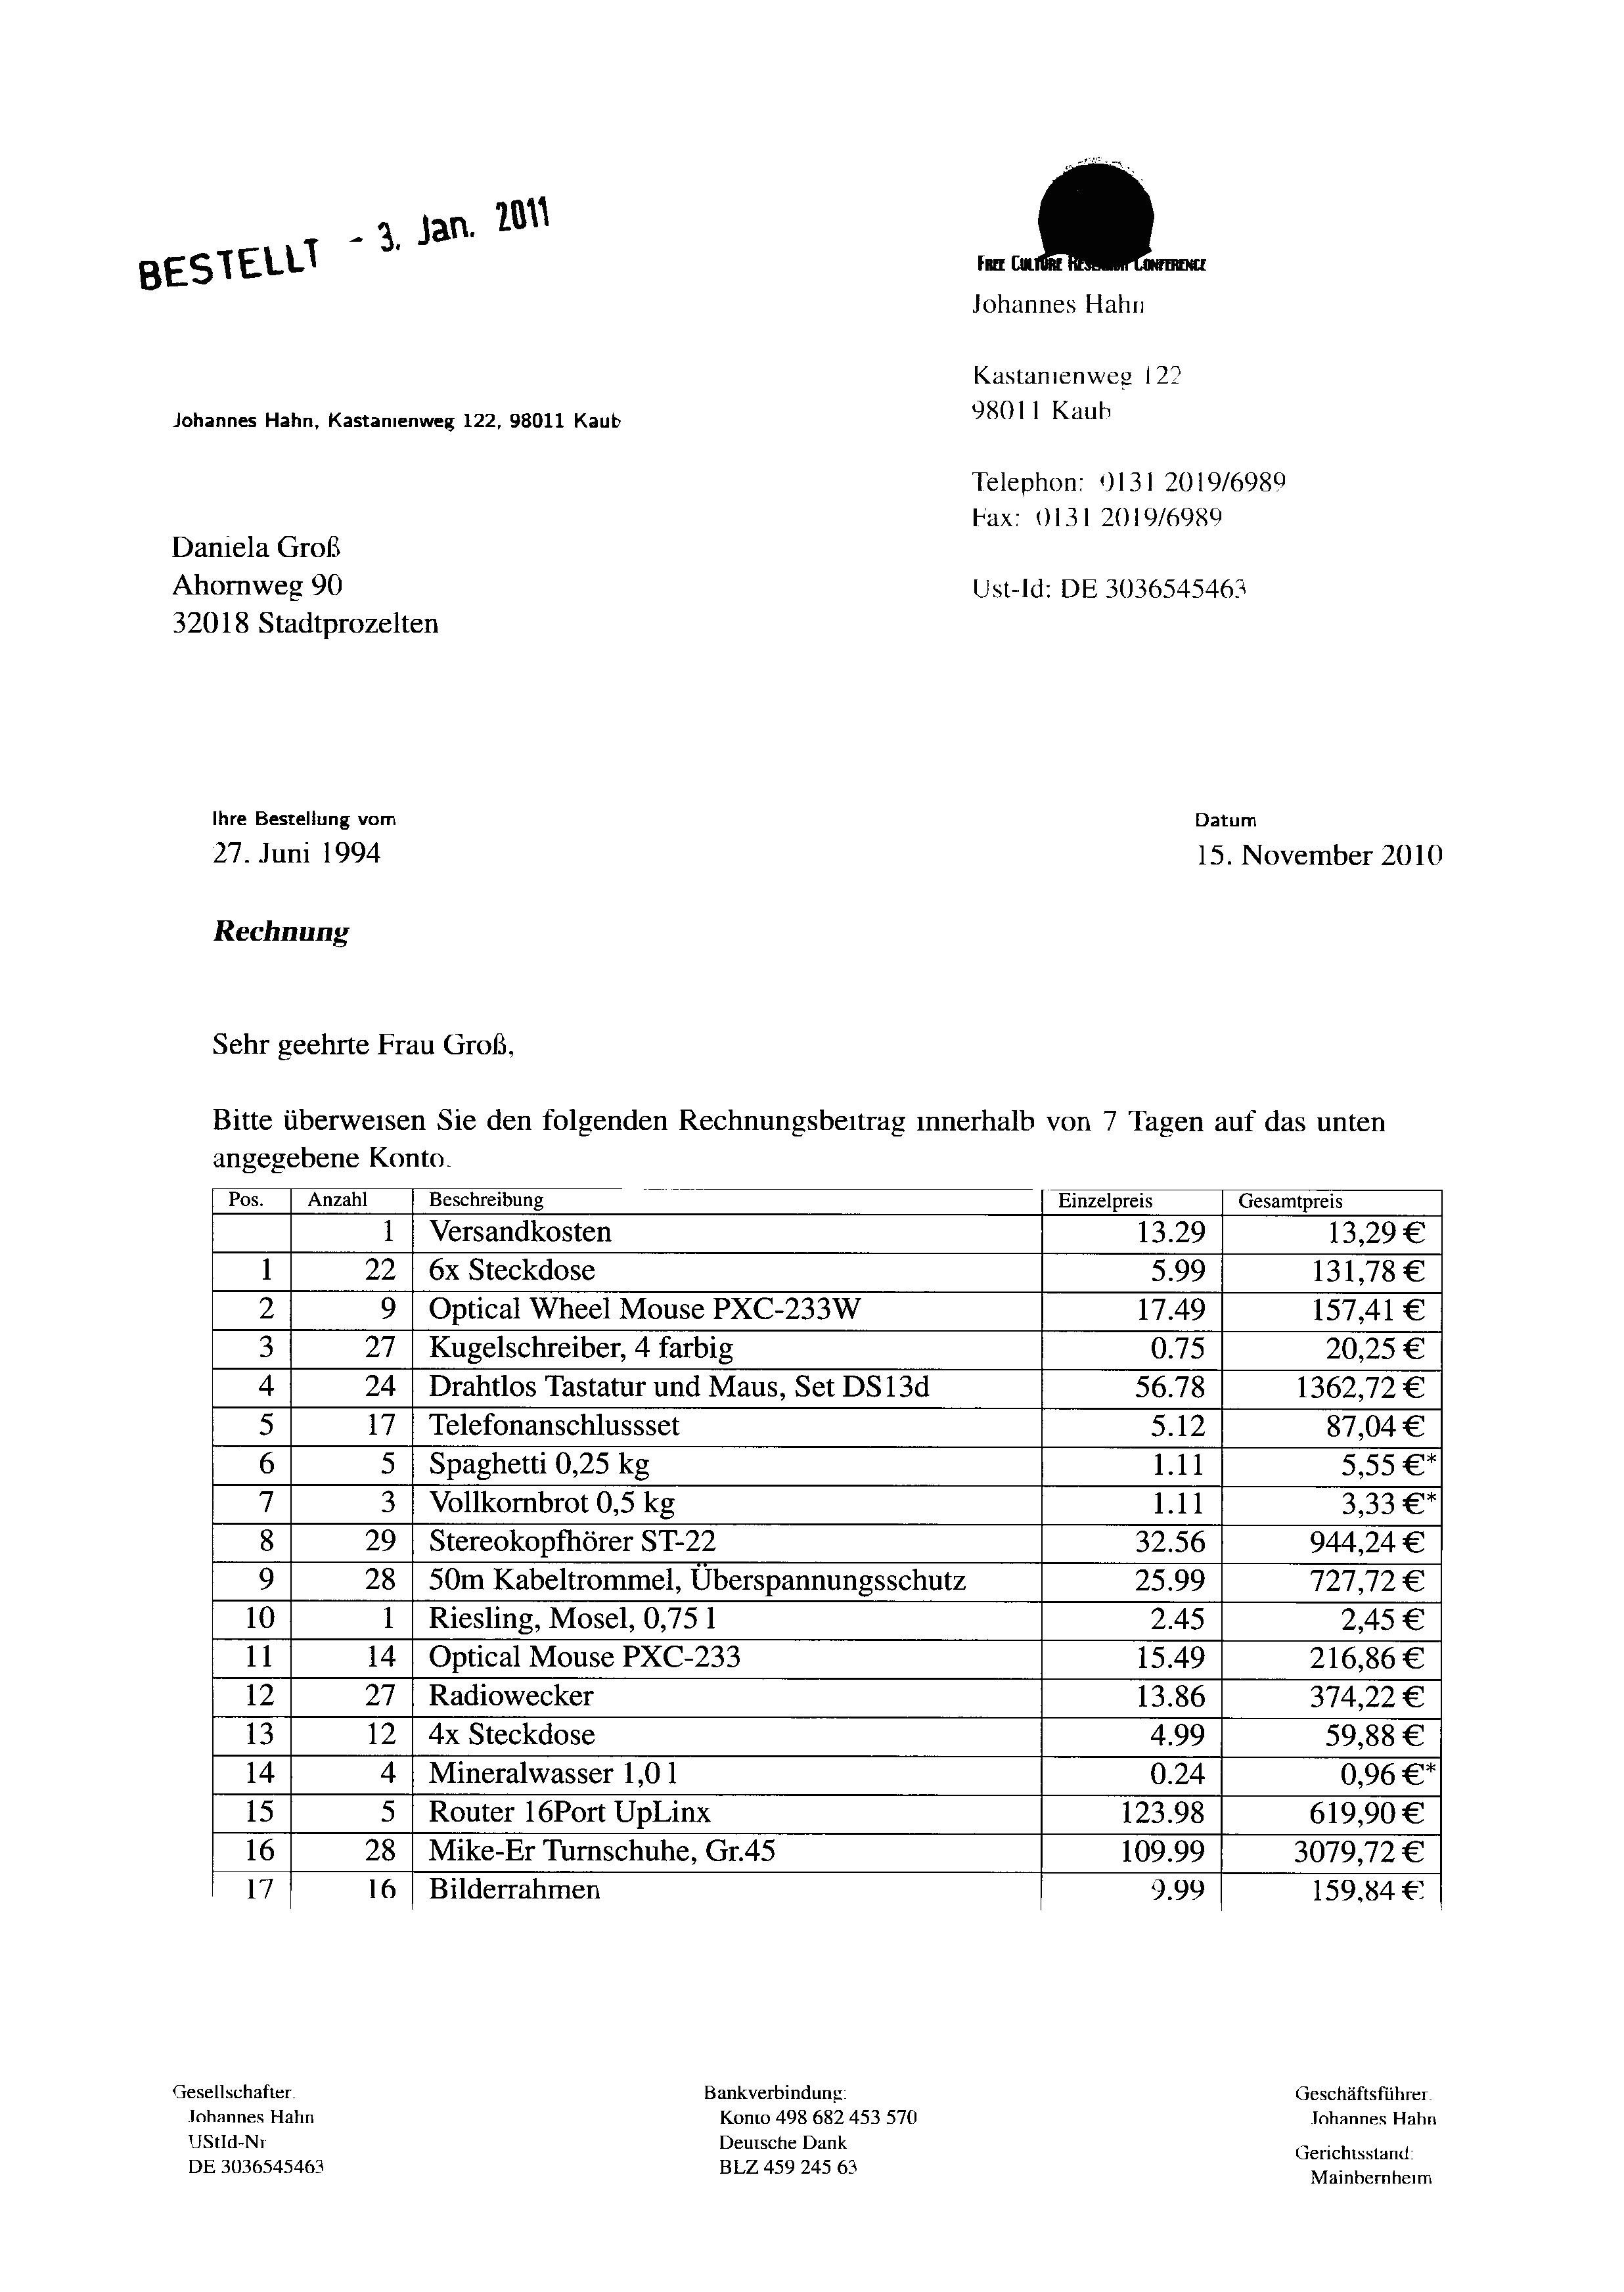 BESTELLT - 3. Jan. 2011
FREE CULTURE RESEARCH CONFERENCE
Johannes Hahn
Kastanienweg 122
98011 Kaub
Johannes Hahn, Kastanienweg 122, 98011 Kaub
Telephon: 0131 2019/6989
Fax: 0131 2019/6989
Daniela Groß
Ahornweg 90
32018 Stadtprozelten
Ust-Id: DE 3036545463
Ihre Bestellung vom Datum
27. Juni 1994 15. November 2010
Rechnung
Sehr geehrte Frau Groß,
Bitte überweisen Sie den folgenden Rechnungsbeitrag innerhalb von 7 Tagen auf das unten
angegebene Konto.
Pos. Anzahl Beschreibung Einzelpreis Gesamtpreis
1 Versandkosten 13.29 13,29 €
1 22 6x Steckdose 5.99 131,78 €
2 9 Optical Wheel Mouse PXC-233W 17.49 157,41 €
3 27 Kugelschreiber, 4 farbig 0.75 20,25 €
4 24 Drahtlos Tastatur und Maus, Set DS13d 56.78 1362,72 €
5 17 Telefonanschlussset 5.12 87,04 €
6 5 Spaghetti 0,25 kg 1.11 5,55 €*
7 3 Vollkornbrot 0,5 kg 1.11 3,33 €*
8 29 Stereokopfhörer ST-22 32.56 944,24 €
9 28 50m Kabeltrommel, Überspannungsschutz 25.99 727,72 €
10 1 Riesling, Mosel, 0,75 l 2.45 2,45 €
11 14 Optical Mouse PXC-233 15.49 216,86 €
12 27 Radiowecker 13.86 374,22 €
13 12 4x Steckdose 4.99 59,88 €
14 4 Mineralwasser 1,0 l 0.24 0,96 €*
15 5 Router 16Port UpLinx 123.98 619,90 €
16 28 Mike-Er Turnschuhe, Gr.45 109.99 3079,72 €
17 16 Bilderrahmen 9.99 159,84 €
Gesellschafter:
Johannes Hahn
UStId-Nr
DE 3036545463
Bankverbindung:
Konto 498 682 453 570
Deutsche Dank
BLZ 459 245 63
Geschäftsführer:
Johannes Hahn
Gerichtsstand:
Mainbernheim